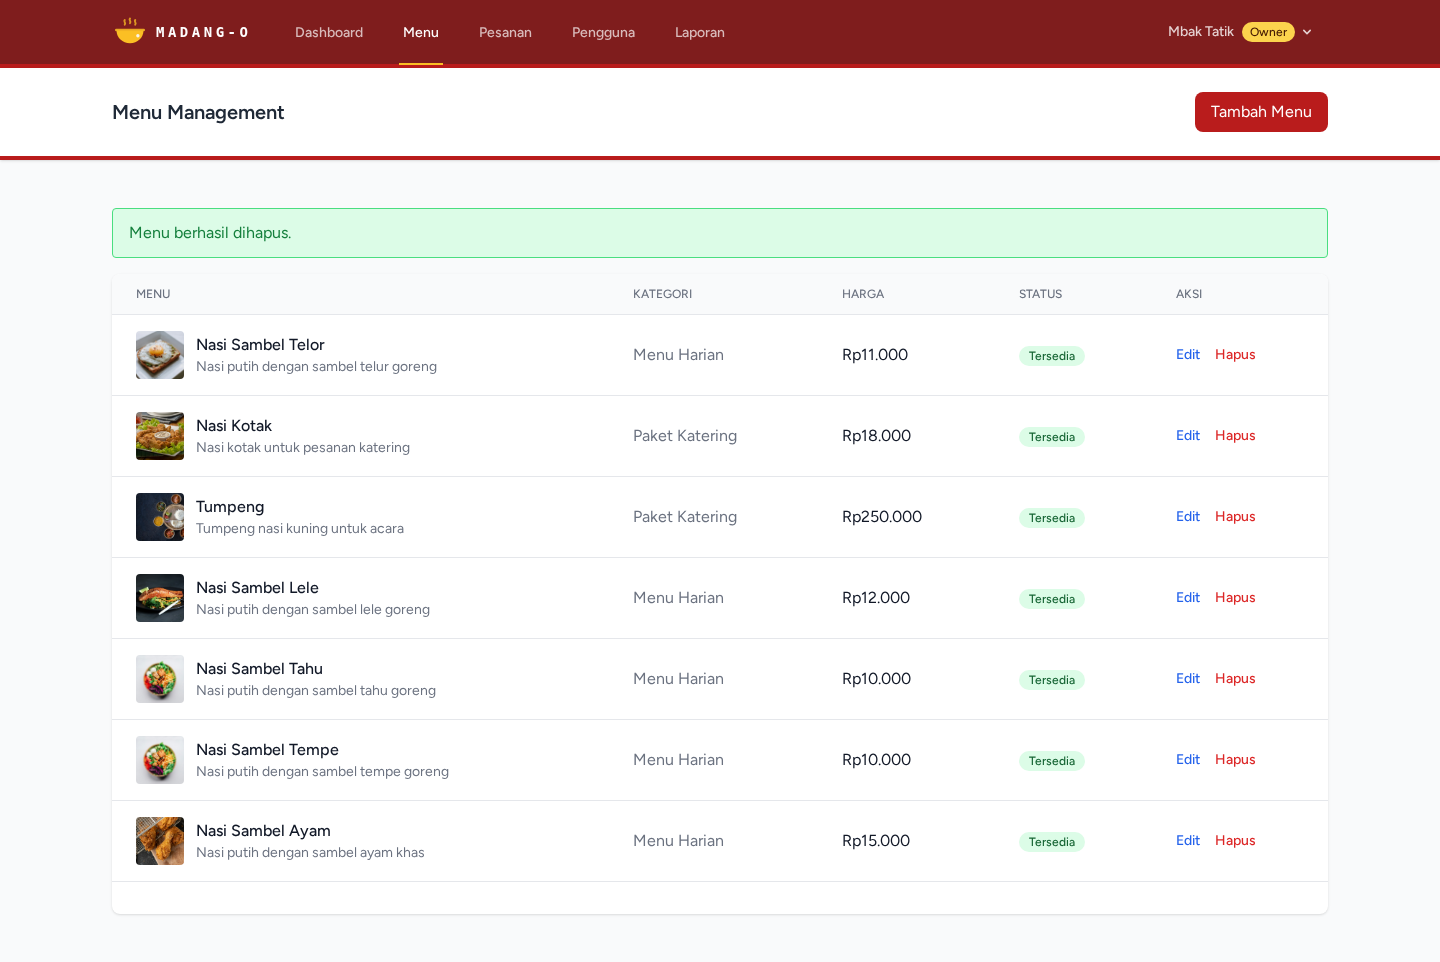 MADANG-O
Dashboard
Menu
Pesanan
Pengguna
Laporan
Mbak Tatik
Owner
Menu Management
Tambah Menu
Menu berhasil dihapus.
MENU KATEGORI HARGA STATUS AKSI
Nasi Sambel Telor
Nasi putih dengan sambel telur goreng
Menu Harian
Rp11.000
Tersedia
Edit Hapus
Nasi Kotak
Nasi kotak untuk pesanan katering
Paket Katering
Rp18.000
Tersedia
Edit Hapus
Tumpeng
Tumpeng nasi kuning untuk acara
Paket Katering
Rp250.000
Tersedia
Edit Hapus
Nasi Sambel Lele
Nasi putih dengan sambel lele goreng
Menu Harian
Rp12.000
Tersedia
Edit Hapus
Nasi Sambel Tahu
Nasi putih dengan sambel tahu goreng
Menu Harian
Rp10.000
Tersedia
Edit Hapus
Nasi Sambel Tempe
Nasi putih dengan sambel tempe goreng
Menu Harian
Rp10.000
Tersedia
Edit Hapus
Nasi Sambel Ayam
Nasi putih dengan sambel ayam khas
Menu Harian
Rp15.000
Tersedia
Edit Hapus